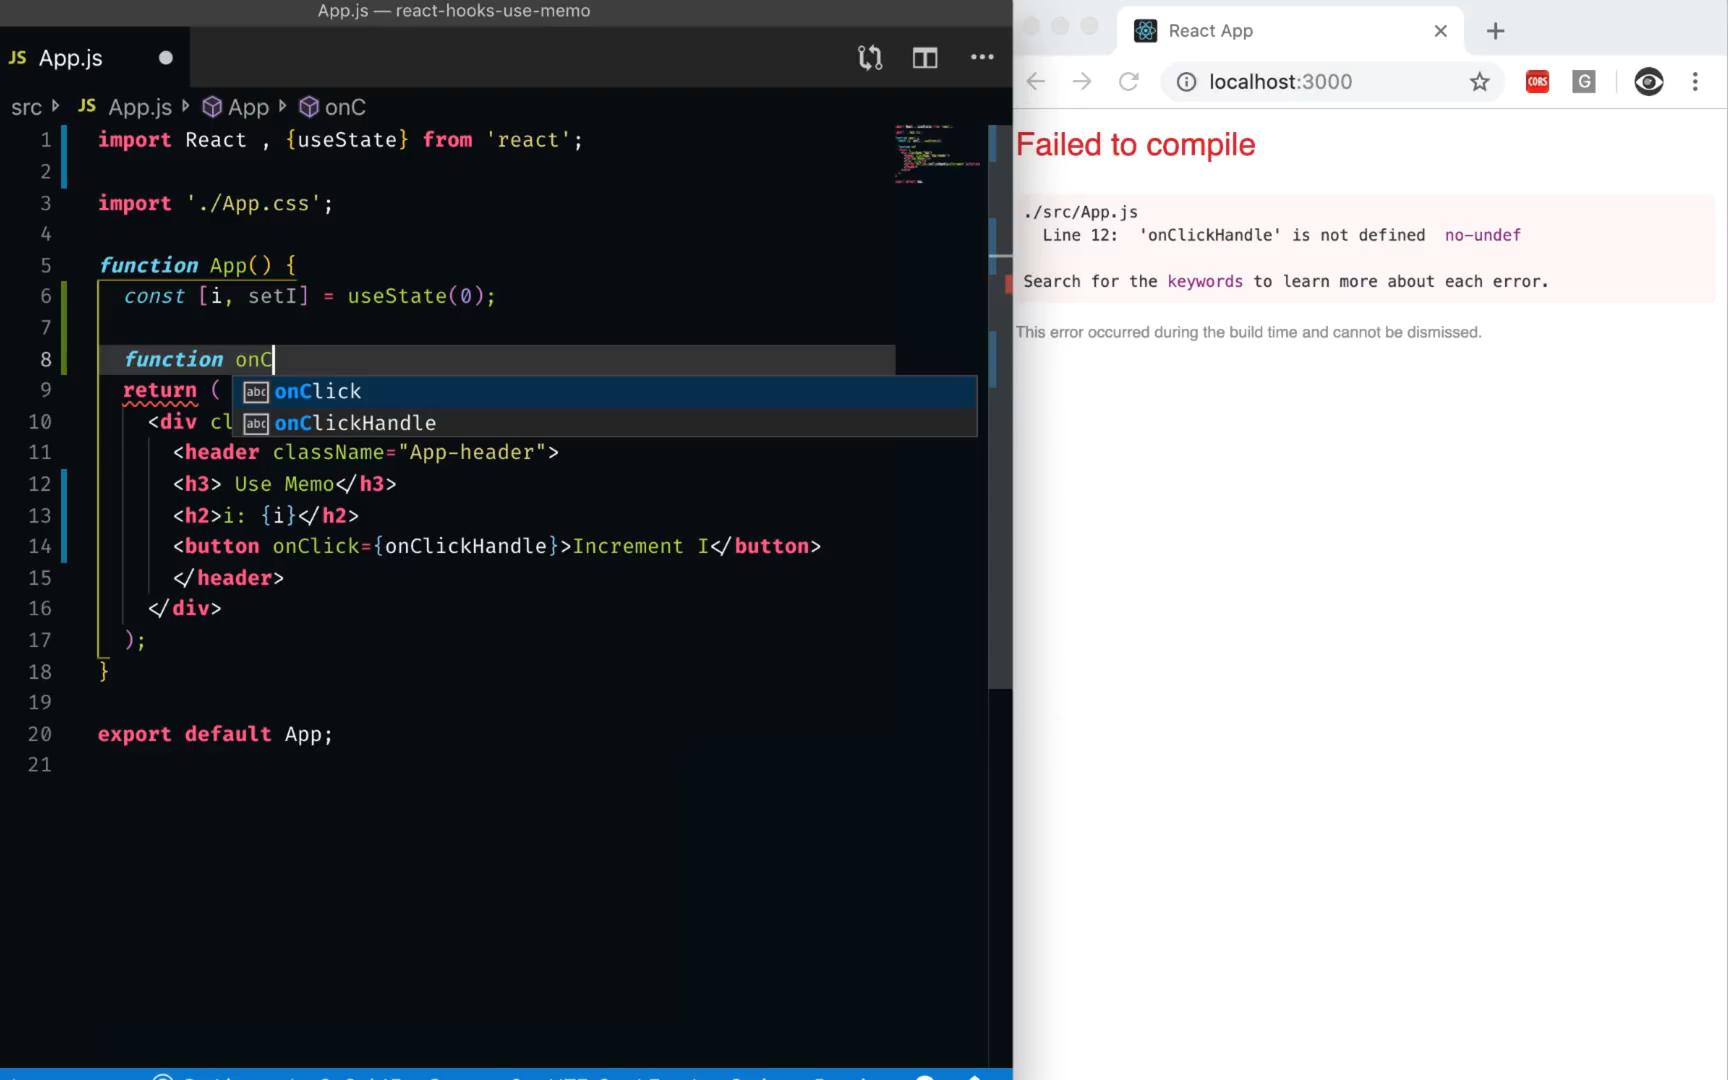 App.js — react-hooks-use-memo
JS App.js
src JS App.js App onC
1 import React , {useState} from 'react';
2
3 import './App.css';
4
5 function App() {
6 const [i, setI] = useState(0);
7
8 function onC
abc onClick
abc onClickHandle
9 return (
10 <div cl
11 <header className="App-header">
12 <h3> Use Memo</h3>
13 <h2>i: {i}</h2>
14 <button onClick={onClickHandle}>Increment I</button>
15 </header>
16 </div>
17 );
18 }
19
20 export default App;
21
React App
localhost:3000
CORS
G
Failed to compile
./src/App.js
Line 12: 'onClickHandle' is not defined no-undef
Search for the keywords to learn more about each error.
This error occurred during the build time and cannot be dismissed.